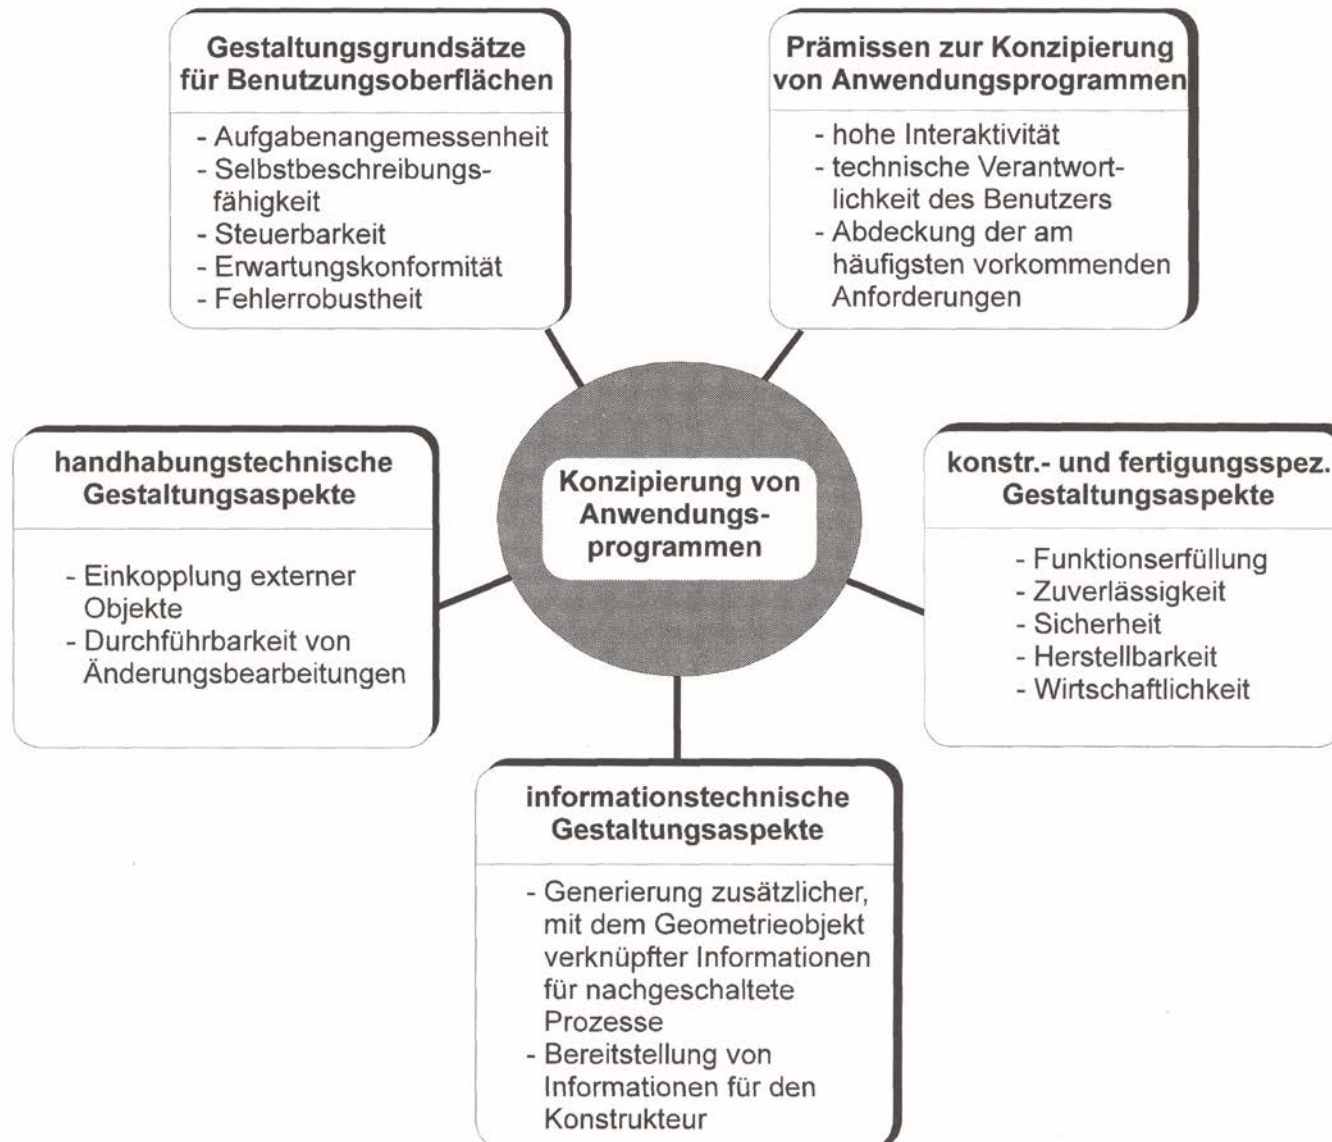 Gestaltungsgrundsätze
für Benutzungsoberflächen
- Aufgabenangemessenheit
- Selbstbeschreibungs-
fähigkeit
- Steuerbarkeit
- Erwartungskonformität
- Fehlerrobustheit
Prämissen zur Konzipierung
von Anwendungsprogrammen
- hohe Interaktivität
- technische Verantwort-
lichkeit des Benutzers
- Abdeckung der am
häufigsten vorkommenden
Anforderungen
handhabungstechnische
Gestaltungsaspekte
- Einkopplung externer
Objekte
- Durchführbarkeit von
Änderungsbearbeitungen
Konzipierung von
Anwendungs-
programmen
konstr.- und fertigungsspez.
Gestaltungsaspekte
- Funktionserfüllung
- Zuverlässigkeit
- Sicherheit
- Herstellbarkeit
- Wirtschaftlichkeit
informationstechnische
Gestaltungsaspekte
- Generierung zusätzlicher,
mit dem Geometrieobjekt
verknüpfter Informationen
für nachgeschaltete
Prozesse
- Bereitstellung von
Informationen für den
Konstrukteur